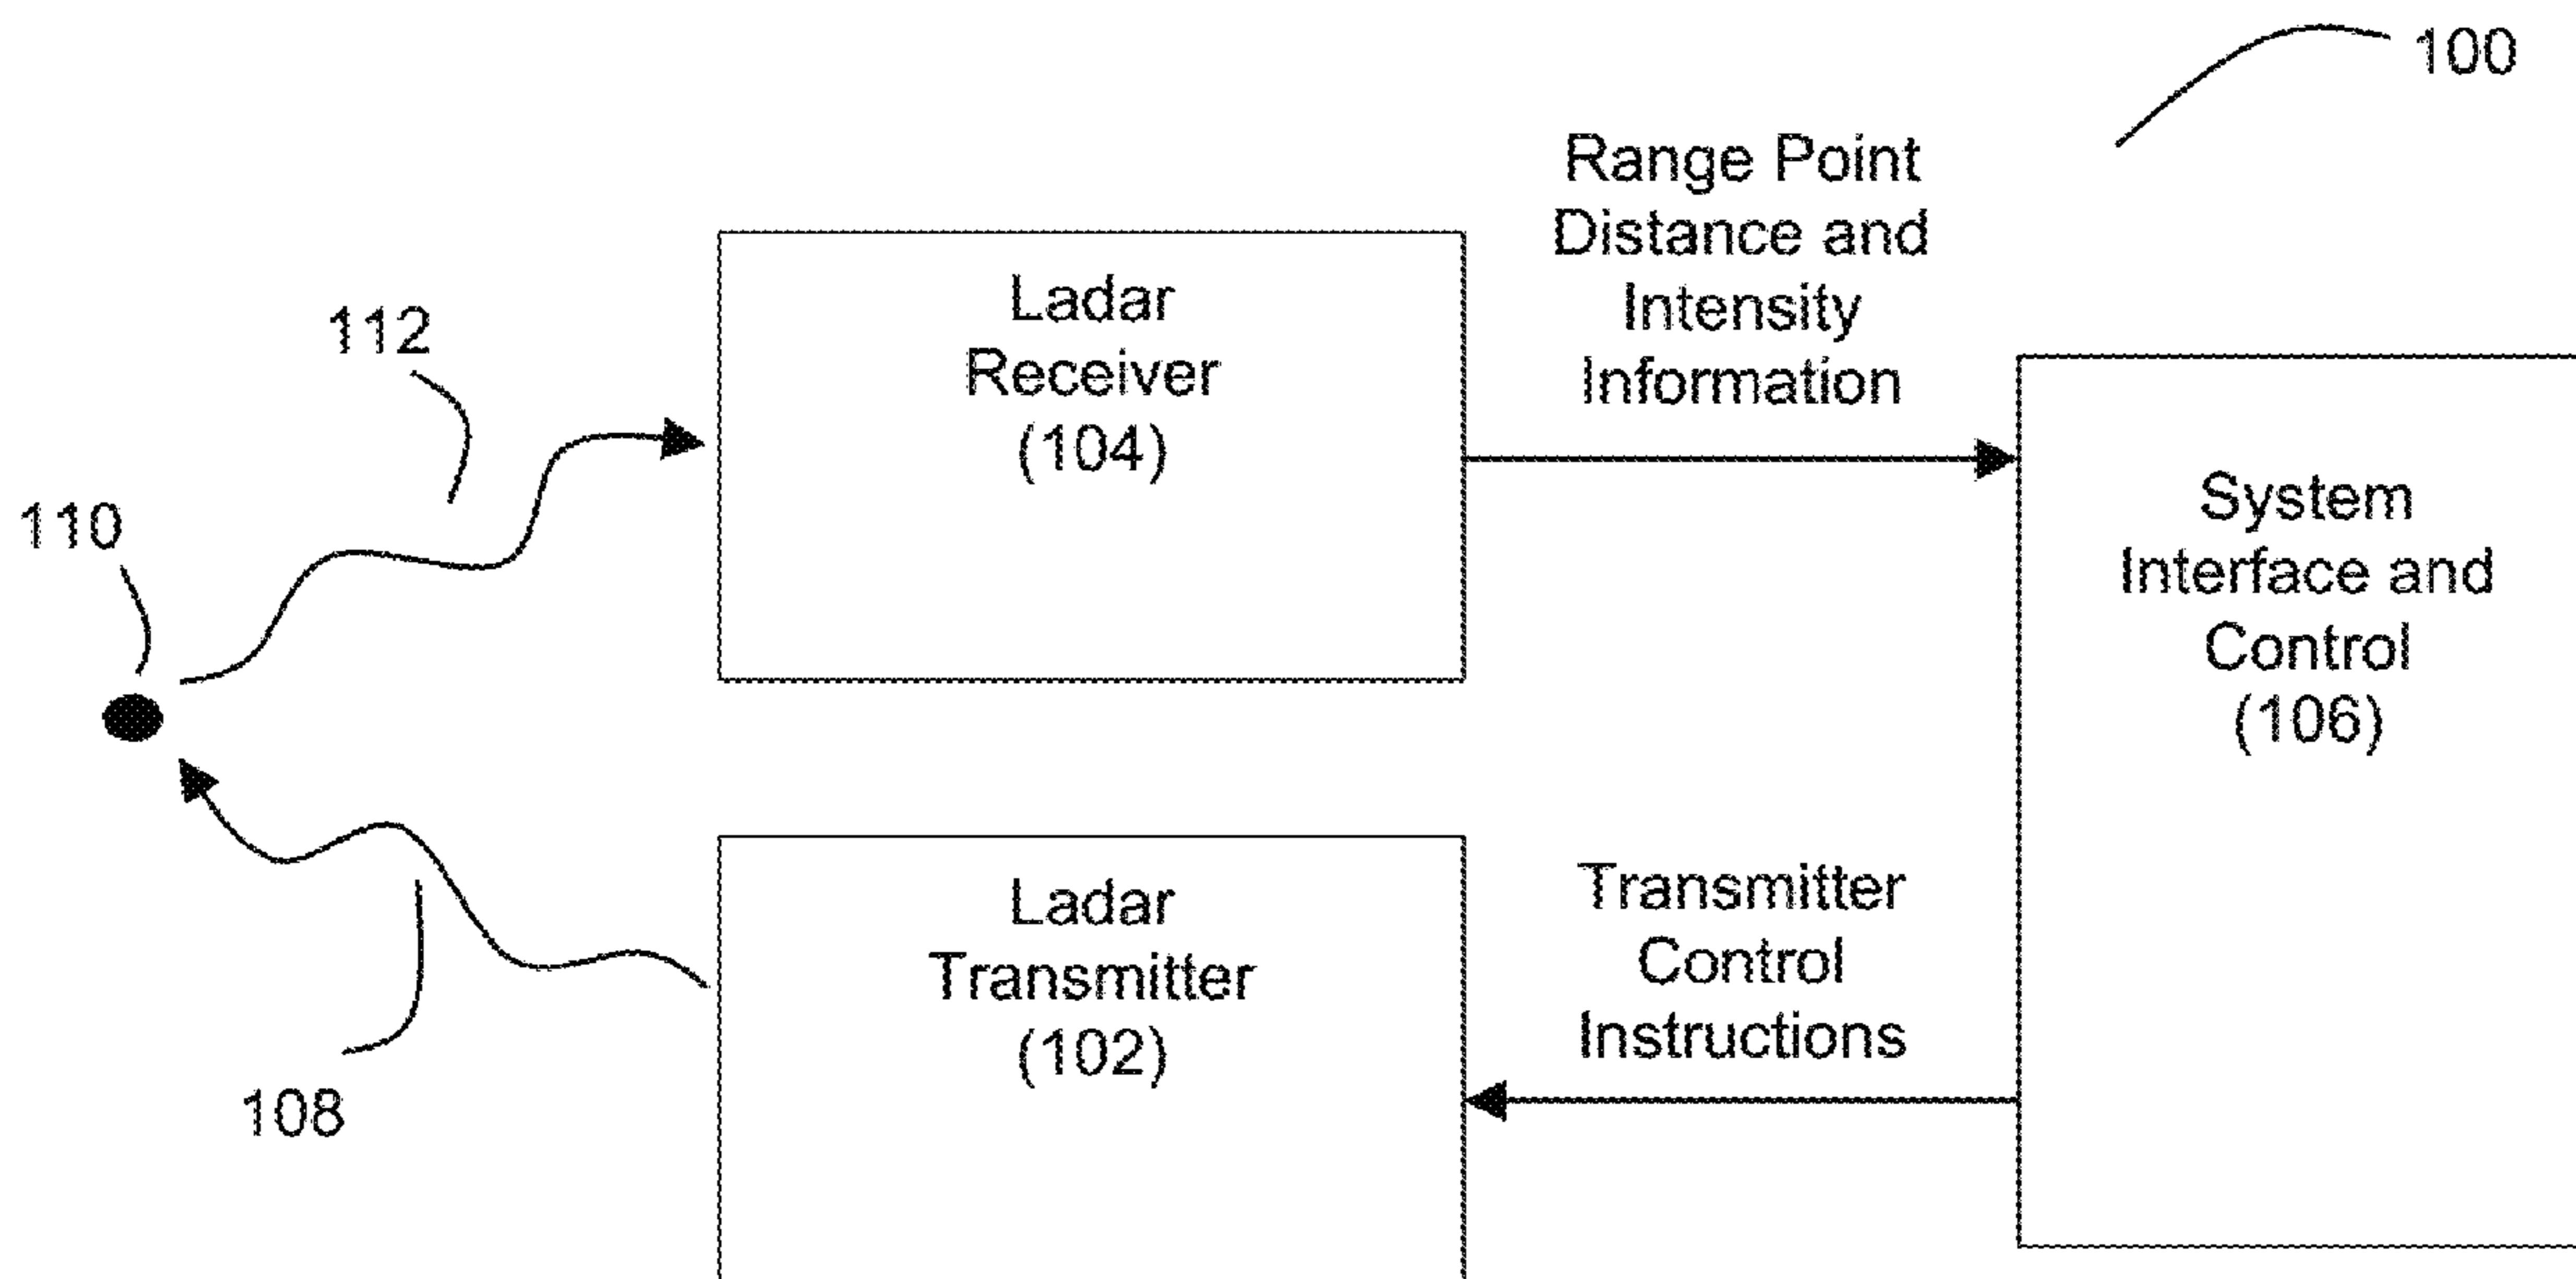 100
Range Point
Distance and
Intensity
Information
Ladar
Receiver
(104)
112
110
System
Interface and
Control
(106)
Ladar
Transmitter
(102)
Transmitter
Control
Instructions
108